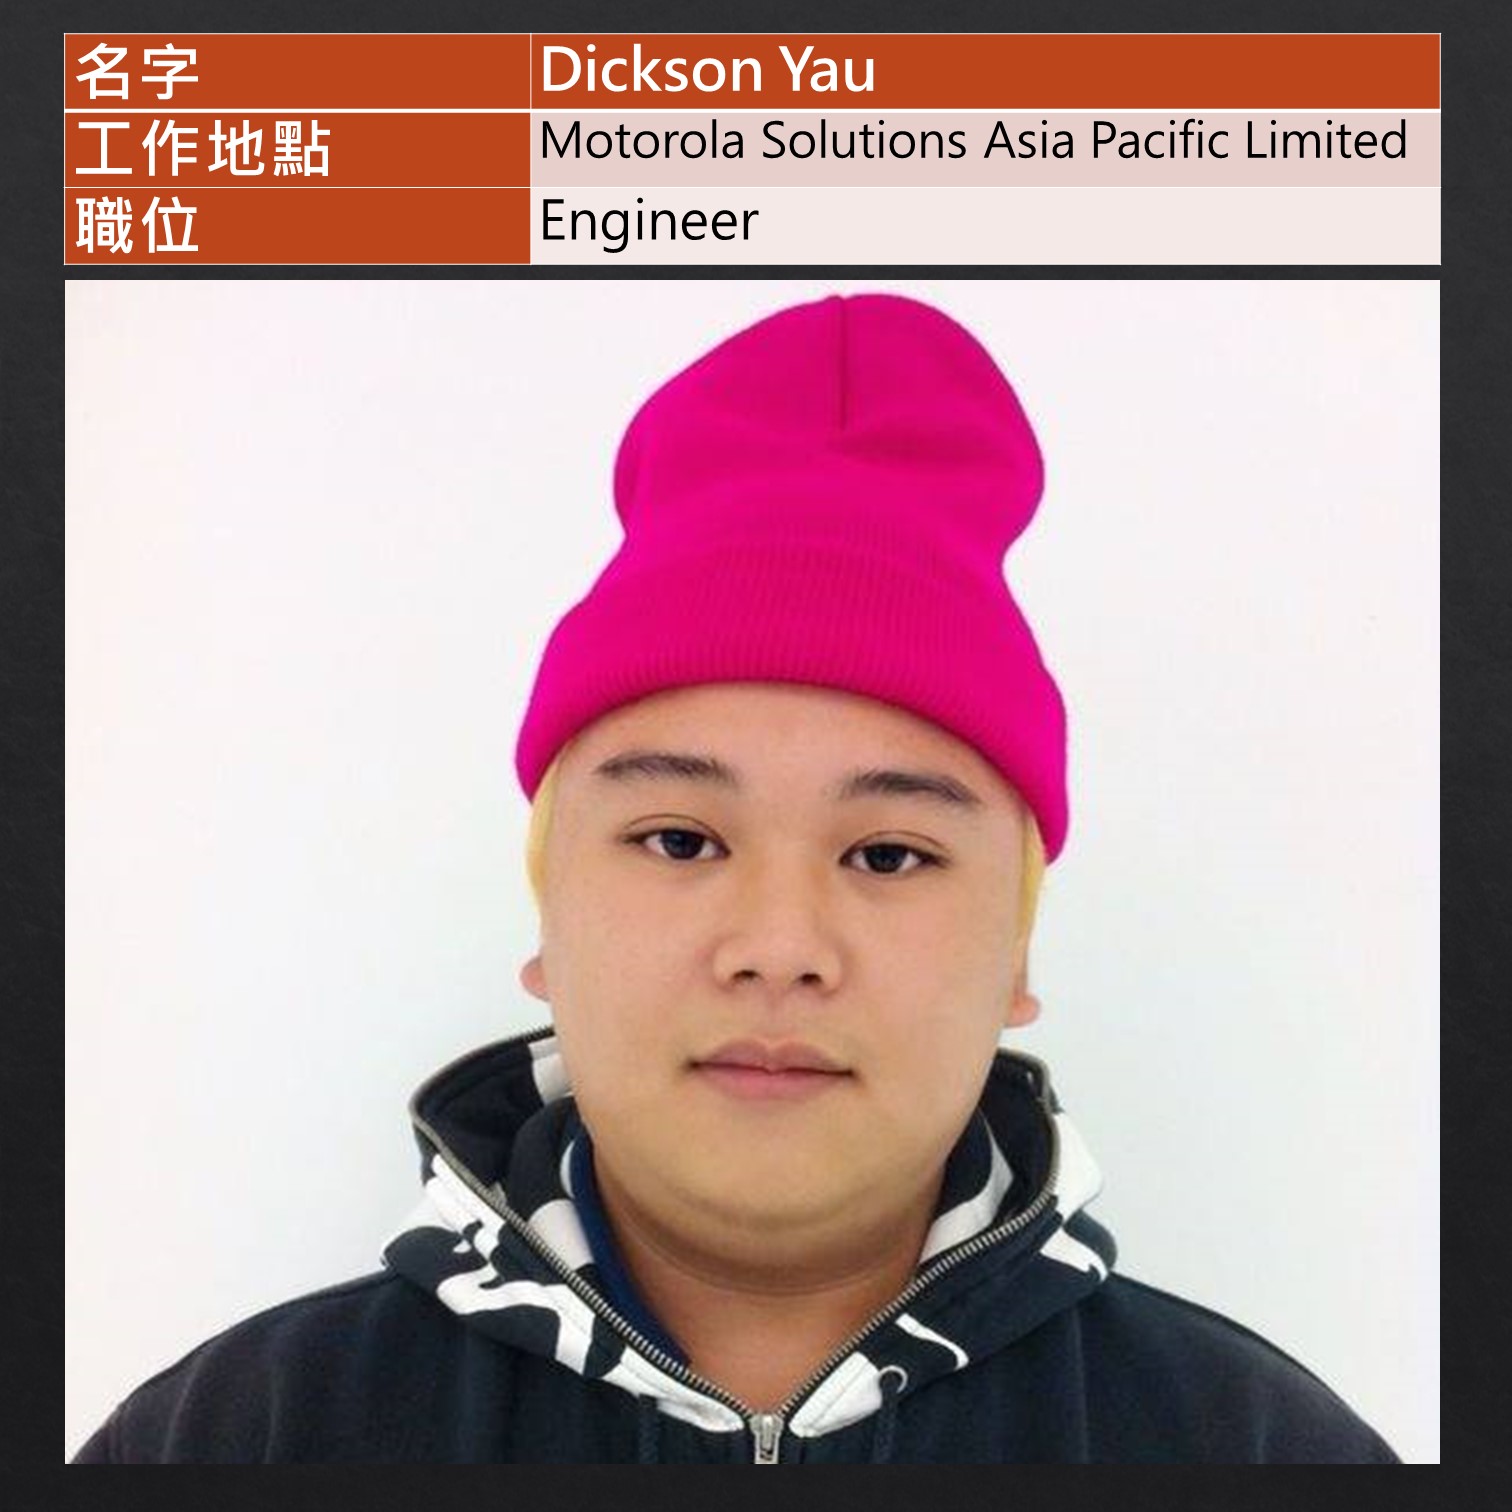 名字 Dickson Yau
工作地點 Motorola Solutions Asia Pacific Limited
職位 Engineer